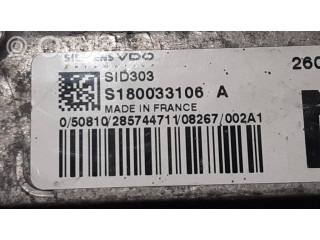 SIEMENS VDO
SID303
S180033106 A
MADE IN FRANCE
0/50810/285744711/08267/002A1
260